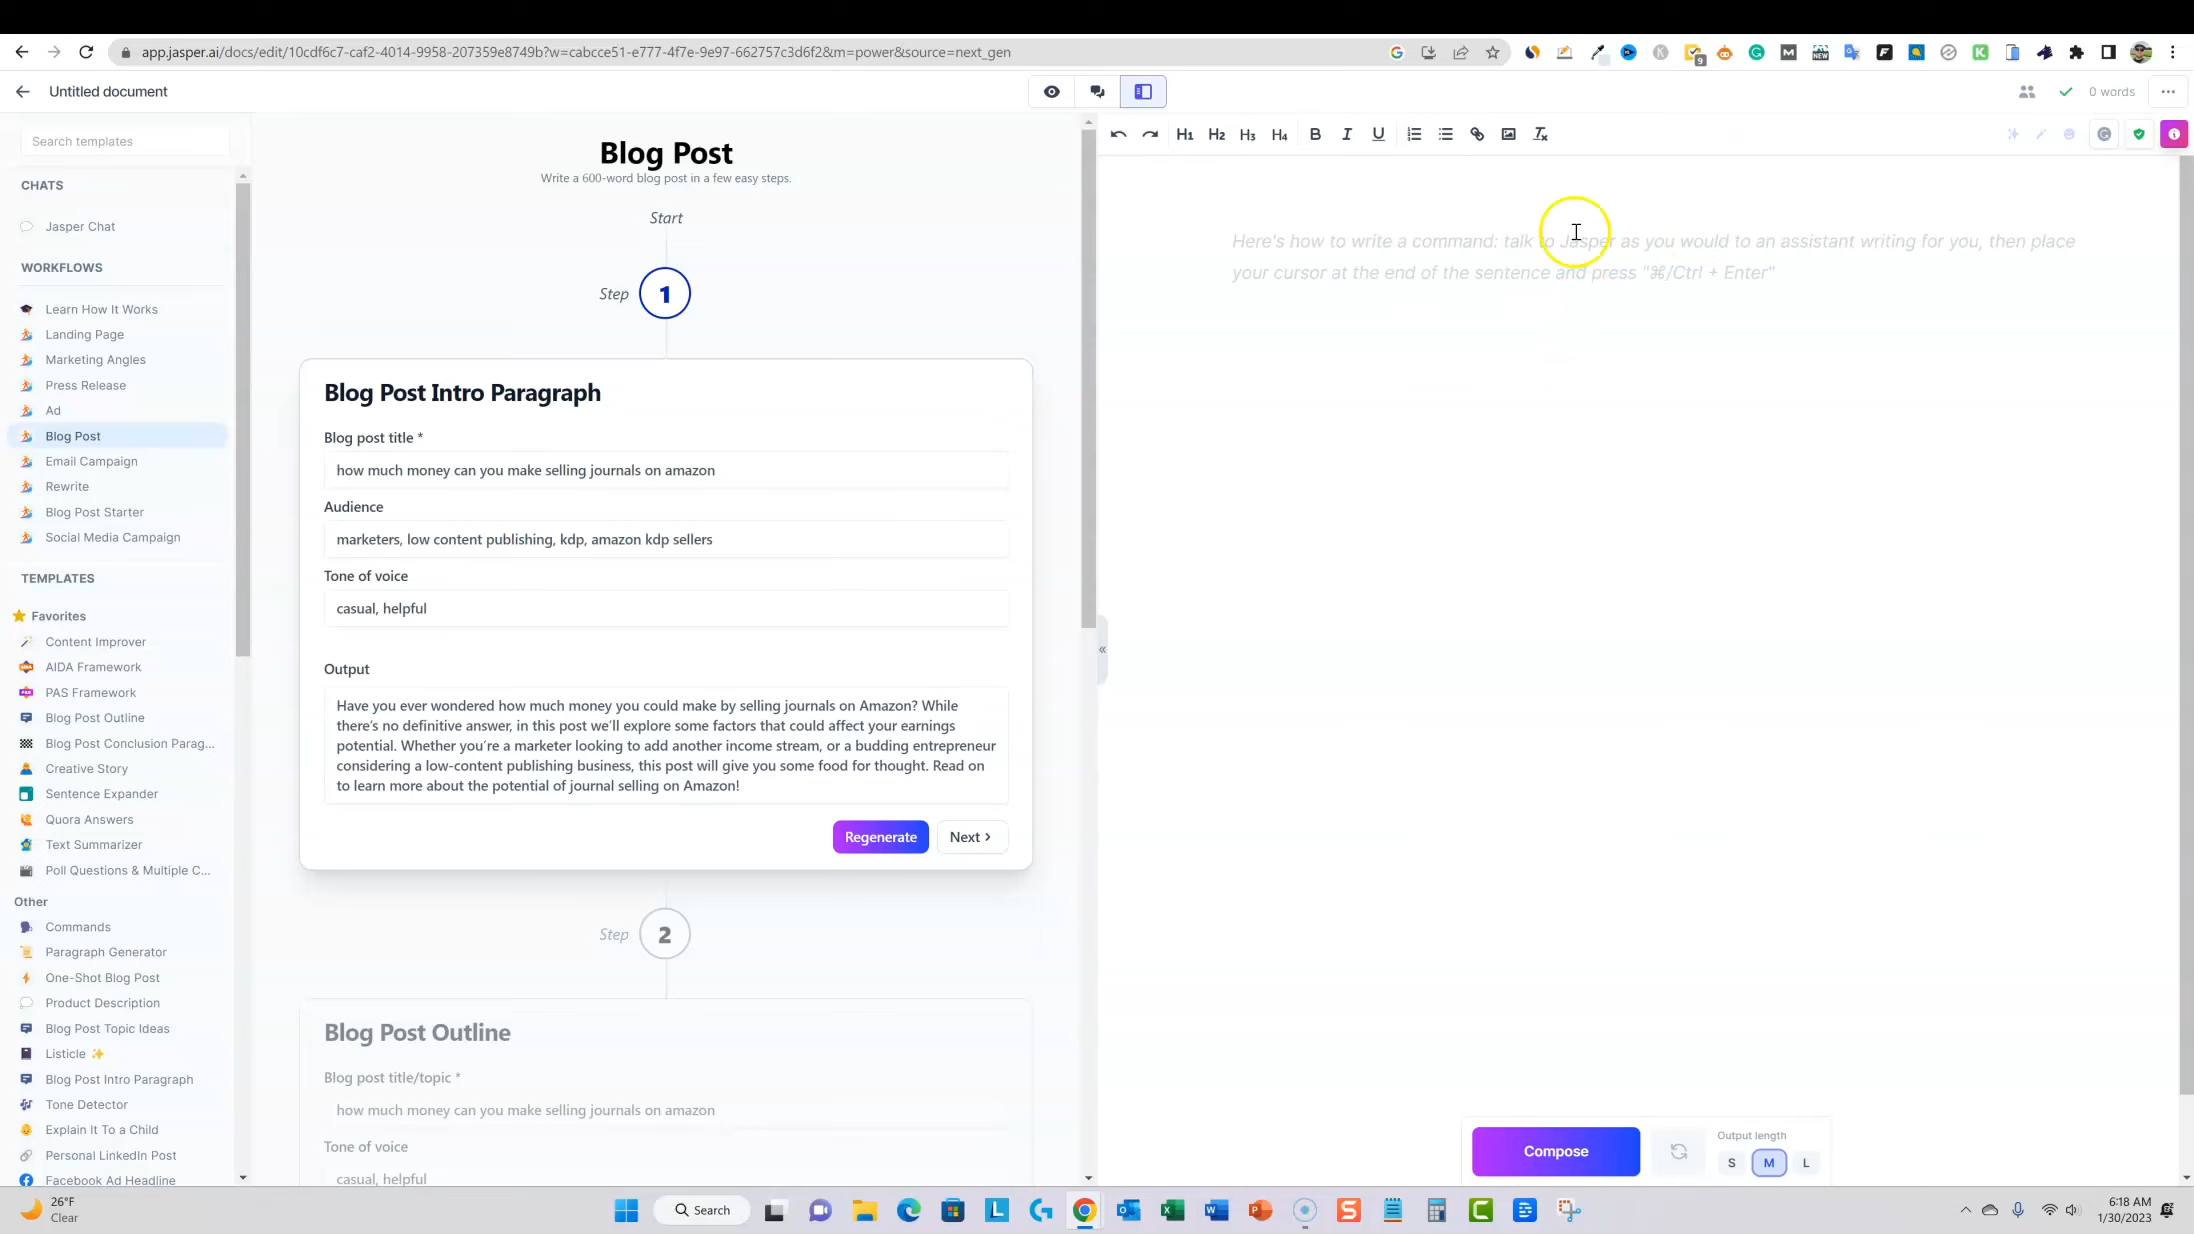 app.jasper.ai/docs/edit/10cdf6c7-caf2-4014-9958-207359e8749b?w=cabcce51-e777-4f7e-9e97-662757c3d6f2&m=power&source=next_gen
Untitled document
0 words
Search templates
CHATS
Jasper Chat
WORKFLOWS
Learn How It Works
Landing Page
Marketing Angles
Press Release
Ad
Blog Post
Email Campaign
Rewrite
Blog Post Starter
Social Media Campaign
TEMPLATES
Favorites
Content Improver
AIDA Framework
PAS Framework
Blog Post Outline
Blog Post Conclusion Parag...
Creative Story
Sentence Expander
Quora Answers
Text Summarizer
Poll Questions & Multiple C...
Other
Commands
Paragraph Generator
One-Shot Blog Post
Product Description
Blog Post Topic Ideas
Listicle ✨
Blog Post Intro Paragraph
Tone Detector
Explain It To a Child
Personal LinkedIn Post
Facebook Ad Headline
Blog Post
Write a 600-word blog post in a few easy steps.
Start
Step 1
Blog Post Intro Paragraph
Blog post title *
how much money can you make selling journals on amazon
Audience
marketers, low content publishing, kdp, amazon kdp sellers
Tone of voice
casual, helpful
Output
Have you ever wondered how much money you could make by selling journals on Amazon? While
there's no definitive answer, in this post we'll explore some factors that could affect your earnings
potential. Whether you're a marketer looking to add another income stream, or a budding entrepreneur
considering a low-content publishing business, this post will give you some food for thought. Read on
to learn more about the potential of journal selling on Amazon!
Regenerate
Next ›
Step 2
Blog Post Outline
Blog post title/topic *
how much money can you make selling journals on amazon
Tone of voice
casual, helpful
H1 H2 H3 H4 B I U
Here's how to write a command: talk to Jasper as you would to an assistant writing for you, then place
your cursor at the end of the sentence and press "⌘/Ctrl + Enter"
Compose
Output length
S M L
26°F
Clear
Search
6:18 AM
1/30/2023